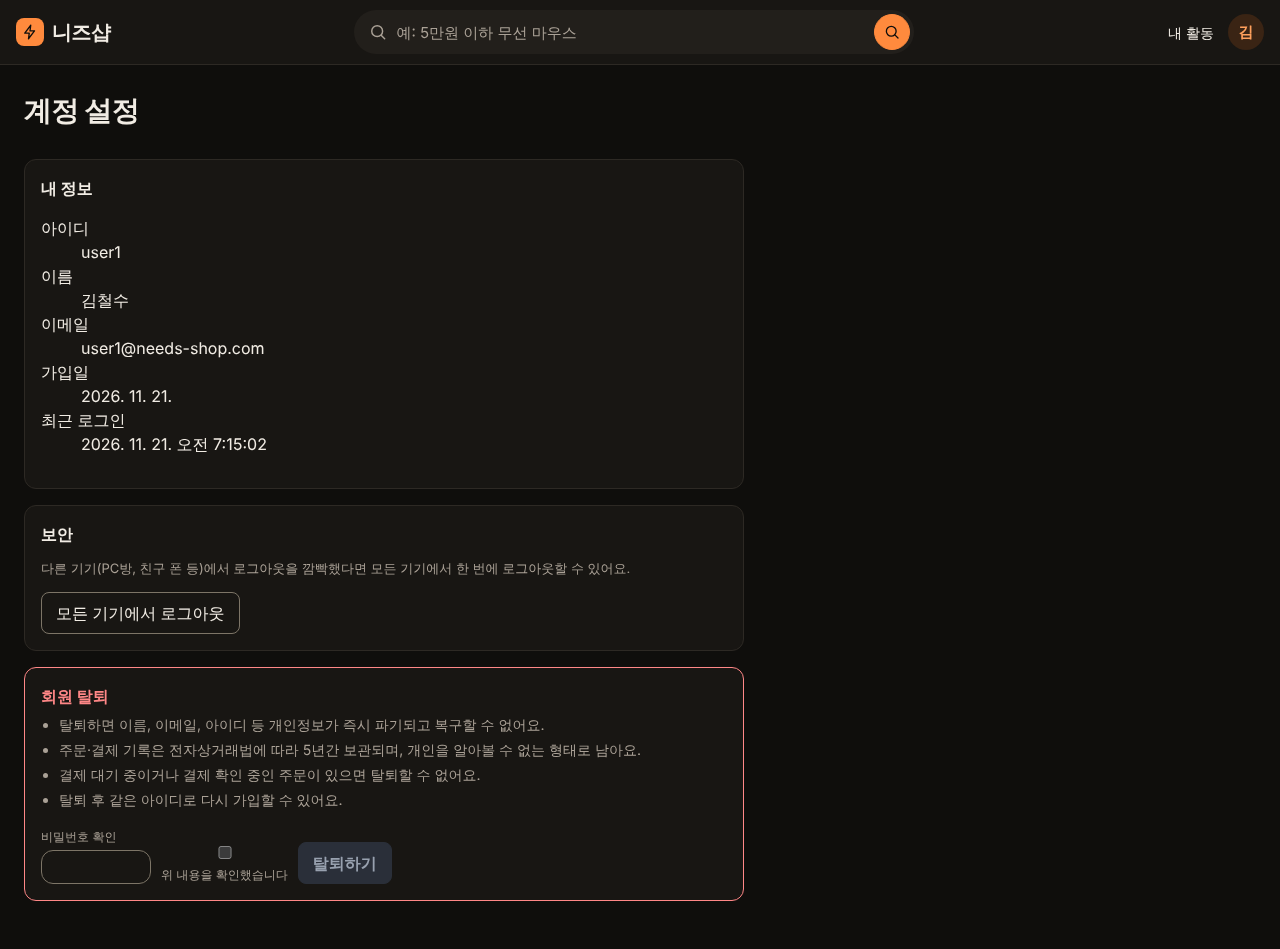 니즈샵
예: 5만원 이하 무선 마우스
내 활동
김
계정 설정
내 정보
아이디
user1
이름
김철수
이메일
user1@needs-shop.com
가입일
2026. 11. 21.
최근 로그인
2026. 11. 21. 오전 7:15:02
보안
다른 기기(PC방, 친구 폰 등)에서 로그아웃을 깜빡했다면 모든 기기에서 한 번에 로그아웃할 수 있어요.
모든 기기에서 로그아웃
회원 탈퇴
탈퇴하면 이름, 이메일, 아이디 등 개인정보가 즉시 파기되고 복구할 수 없어요.
주문·결제 기록은 전자상거래법에 따라 5년간 보관되며, 개인을 알아볼 수 없는 형태로 남아요.
결제 대기 중이거나 결제 확인 중인 주문이 있으면 탈퇴할 수 없어요.
탈퇴 후 같은 아이디로 다시 가입할 수 있어요.
비밀번호 확인
위 내용을 확인했습니다
탈퇴하기